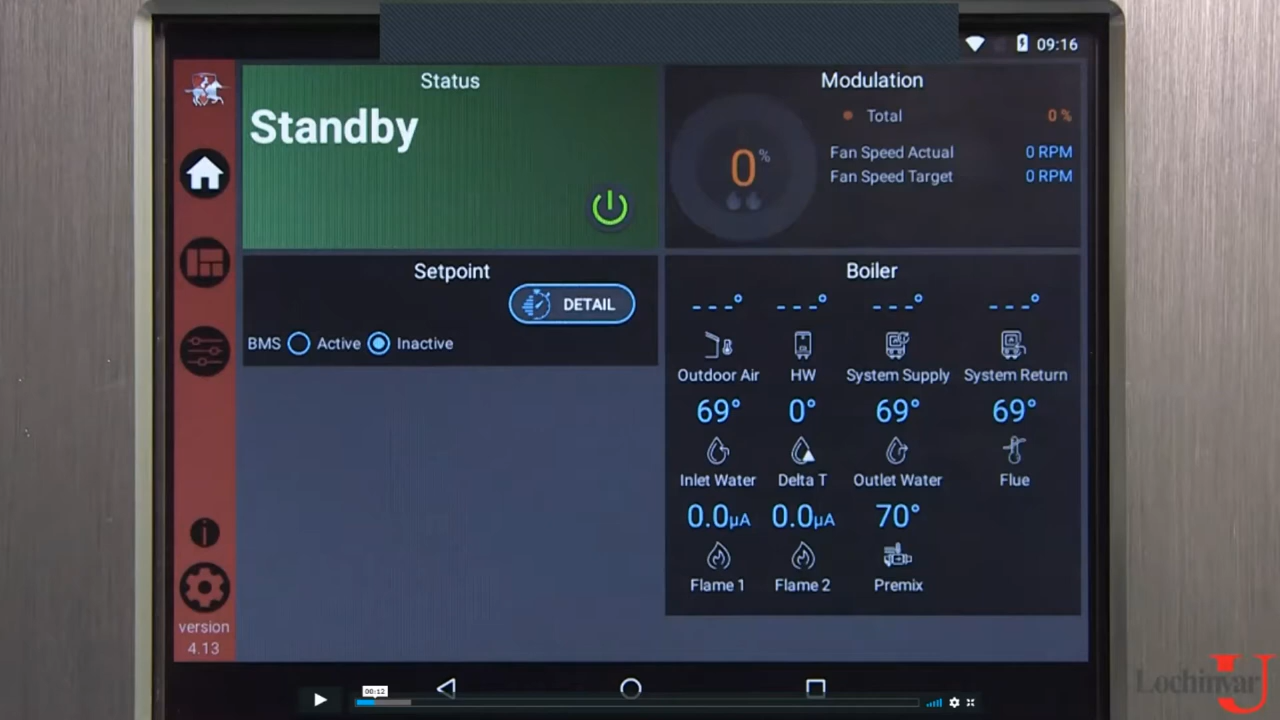 09:16
Status
Standby
Modulation
Total 0 %
0 %
Fan Speed Actual 0 RPM
Fan Speed Target 0 RPM
Setpoint
DETAIL
BMS Active Inactive
Boiler
---° ---° ---° ---°
Outdoor Air HW System Supply System Return
69° 0° 69° 69°
Inlet Water Delta T Outlet Water Flue
0.0µA 0.0µA 70°
Flame 1 Flame 2 Premix
version
4.13
00:12
Lochinvar U